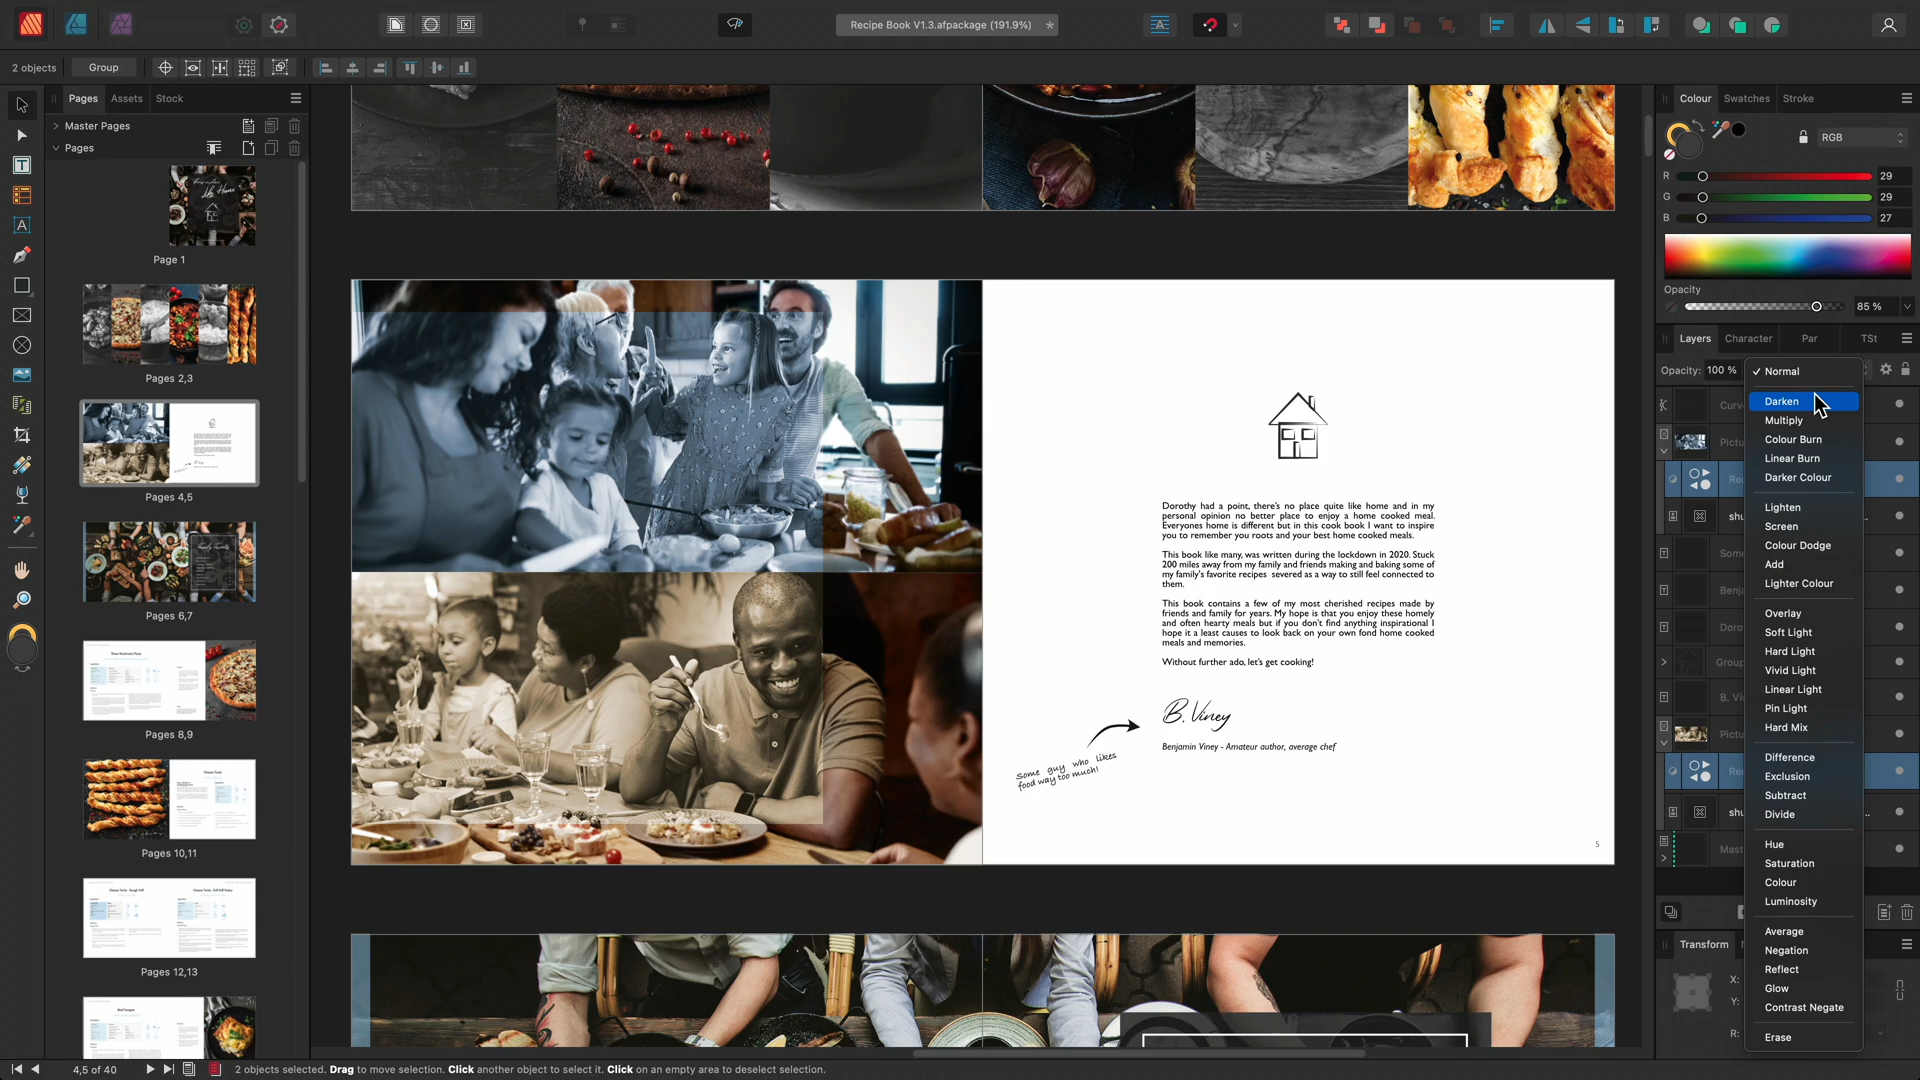 Recipe Book V1.3.afpackage (191.9%)
2 objects
Group
Pages
Assets
Stock
Master Pages
Pages
Page 1
Pages 2,3
Pages 4,5
Pages 6,7
Pages 8,9
Pages 10,11
Pages 12,13
Dorothy had a point, there's no place quite like home and in my
personal opinion no better place to enjoy a home cooked meal.
Everyones home is different but in this cook book I want to inspire
you to remember you roots and your best home cooked meals.
This book like many, was written during the lockdown in 2020. Stuck
200 miles away from my family and friends making and baking some of
my family's favorite recipes severed as a way to still feel connected to
them.
This book contains a few of my most cherished recipes made by
friends and family for years. My hope is that you enjoy these homely
and often hearty meals but if you don't find anything inspirational I
hope it a least causes to look back on your own fond home cooked
meals and memories.
Without further ado, let's get cooking!
B. Viney
Benjamin Viney - Amateur author, average chef
Some guy who likes
food way too much!
5
Colour
Swatches
Stroke
RGB
R
29
G
29
B
27
Opacity
85 %
Layers
Character
Par
TSt
Opacity: 100 %
Normal
Darken
Multiply
Colour Burn
Linear Burn
Darker Colour
Lighten
Screen
Colour Dodge
Add
Lighter Colour
Overlay
Soft Light
Hard Light
Vivid Light
Linear Light
Pin Light
Hard Mix
Difference
Exclusion
Subtract
Divide
Hue
Saturation
Colour
Luminosity
Average
Negation
Reflect
Glow
Contrast Negate
Erase
Curv
Pictu
Rec
shu
Some
Benja
Doro
Group
B. Vi
Pictu
Rec
shu
Mast
Transform
X:
Y:
R:
4,5 of 40
2 objects selected. Drag to move selection. Click another object to select it. Click on an empty area to deselect selection.